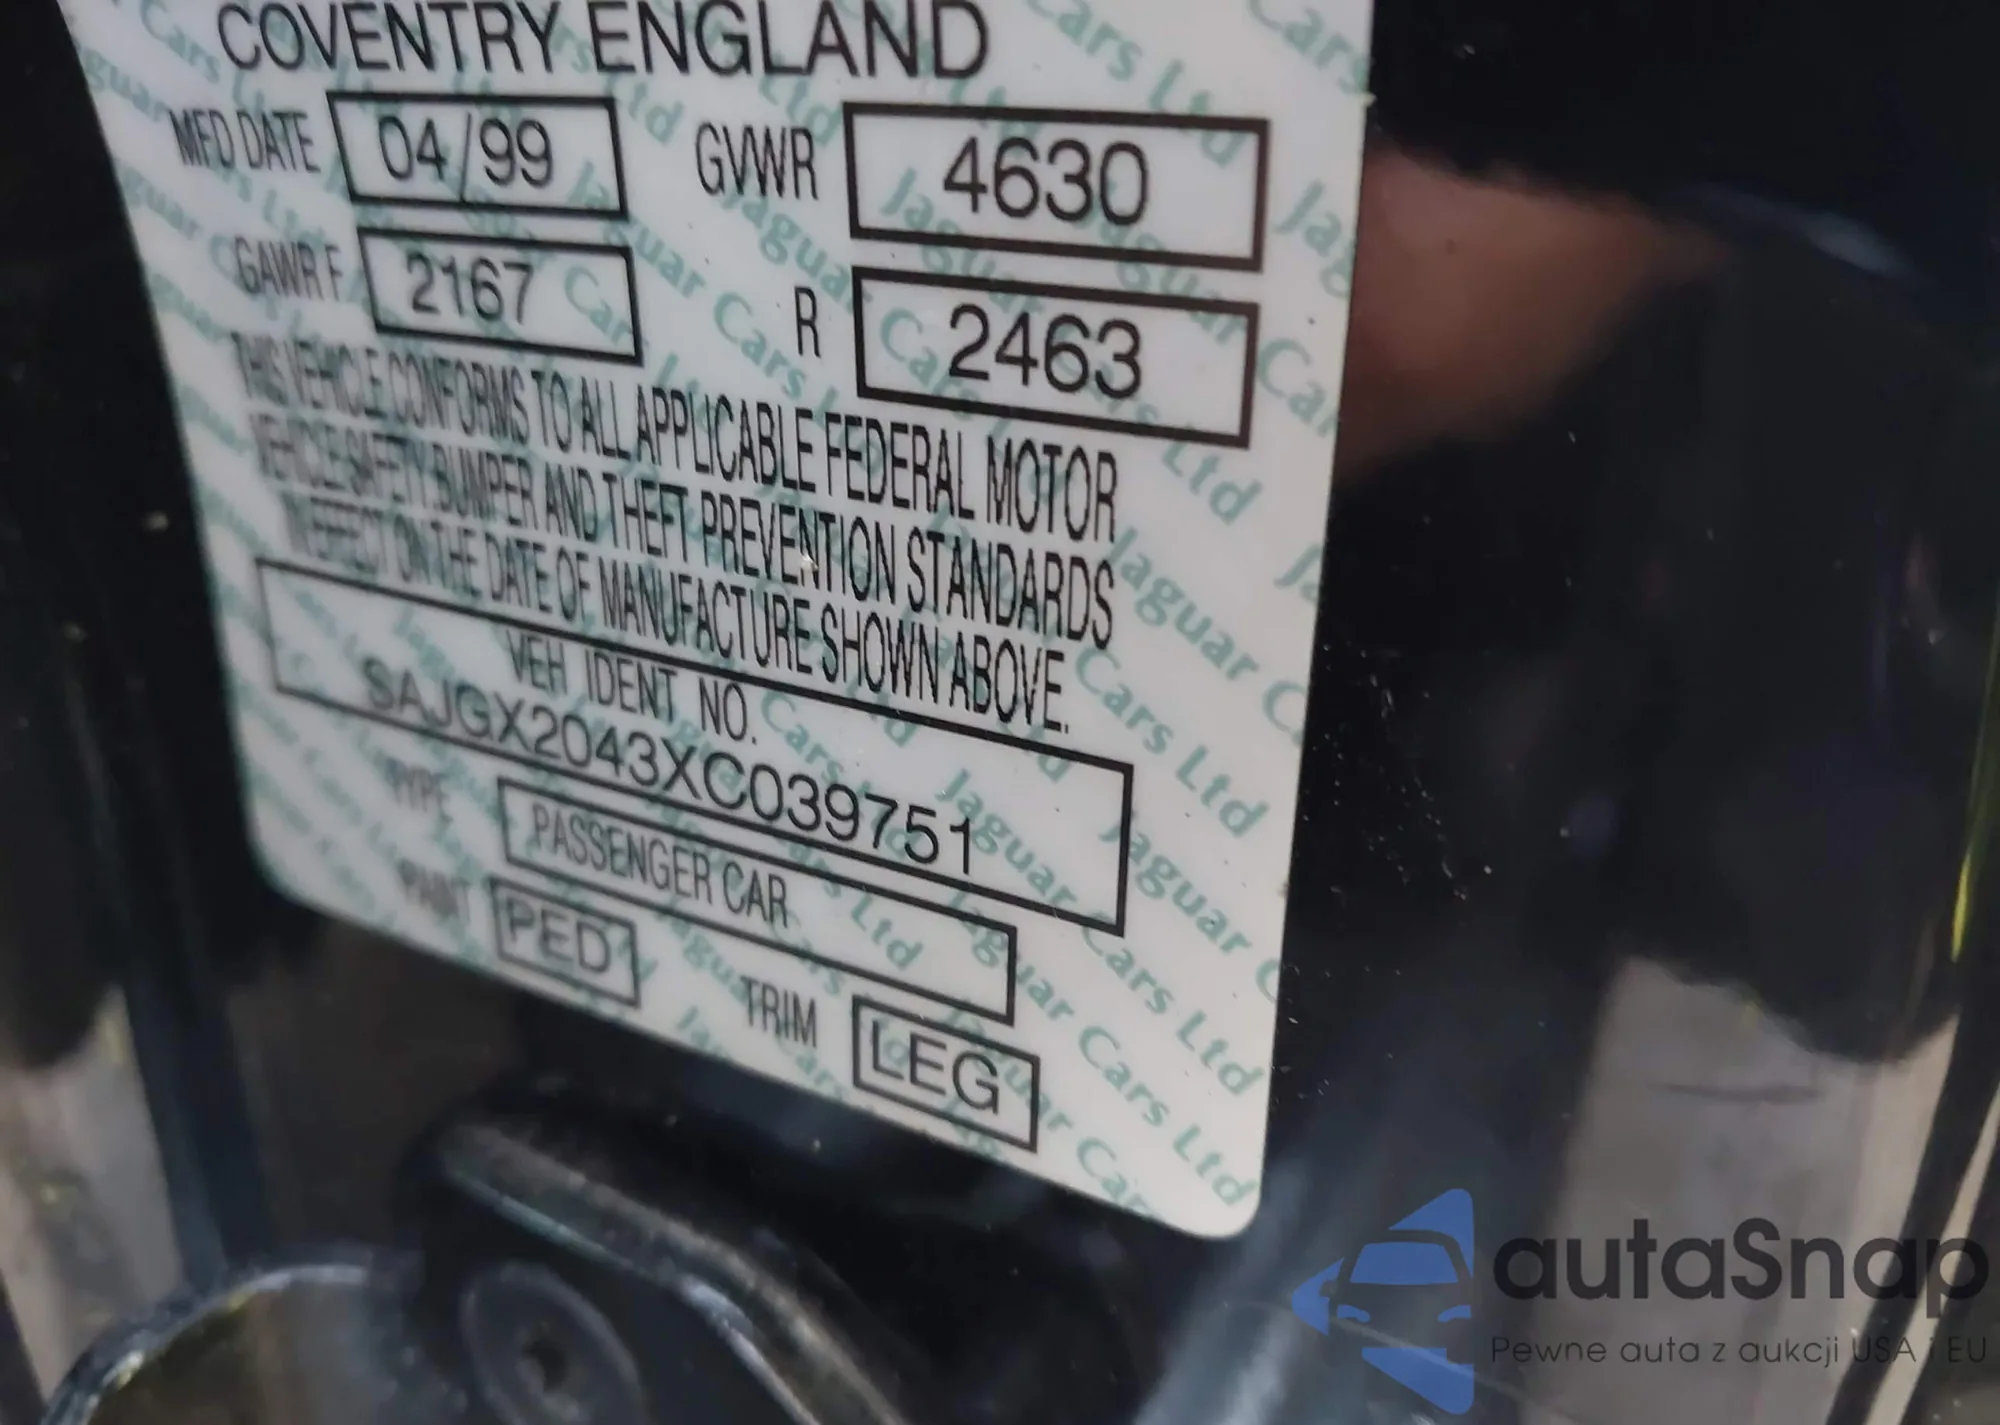 COVENTRY ENGLAND
MFD DATE 04/99 GVWR 4630
GAWR F 2167 R 2463
THIS VEHICLE CONFORMS TO ALL APPLICABLE FEDERAL MOTOR
VEHICLE SAFETY, BUMPER AND THEFT PREVENTION STANDARDS
IN EFFECT ON THE DATE OF MANUFACTURE SHOWN ABOVE.
VEH IDENT NO.
SAJGX2043XC039751
TYPE PASSENGER CAR
PAINT PED TRIM LEG
autaSnap
Pewne auta z aukcji USA i EU